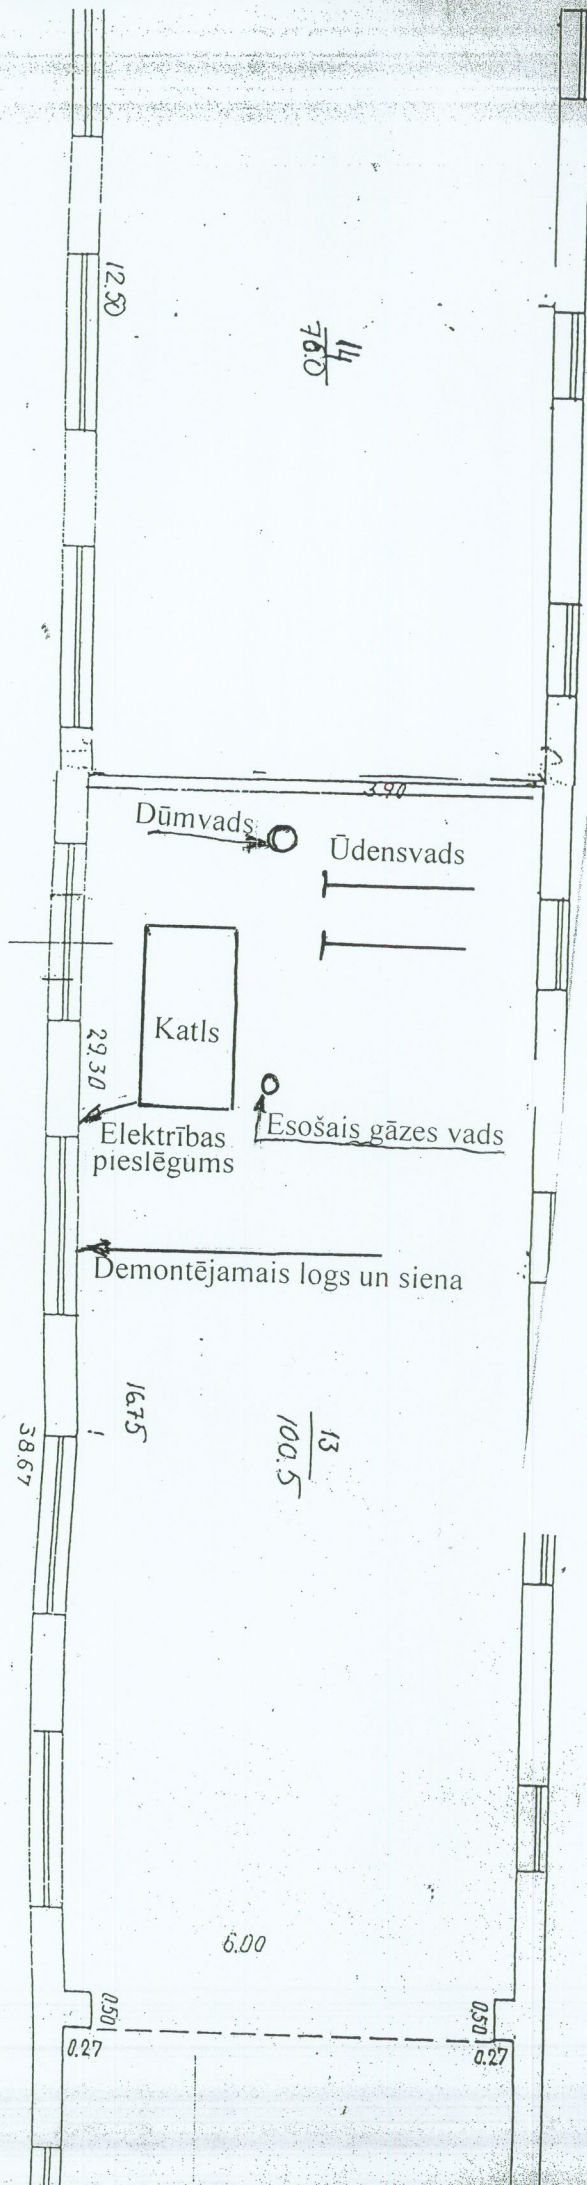 12.50
14
76.0
3.90
Dūmvads
Ūdensvads
Katls
29.30
Elektrības
pieslēgums
Esošais gāzes vads
Demontējamais logs un siena
16.75
38.67
13
100.5
6.00
0.50
0.50
0.27
0.27